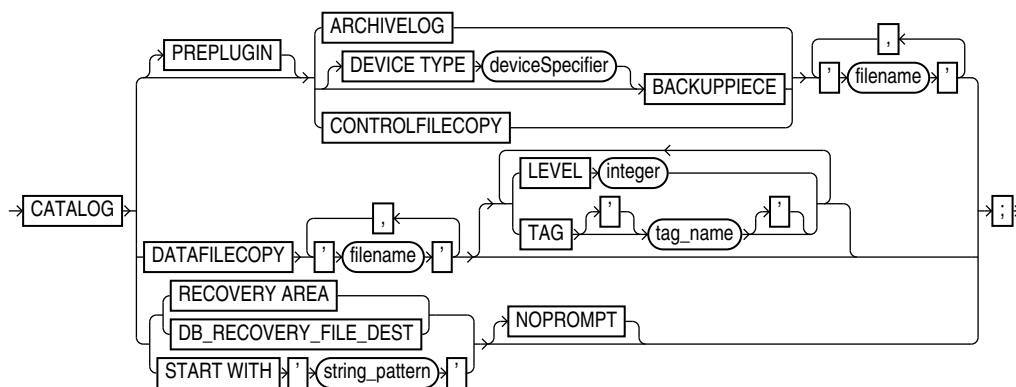 ARCHIVELOG
,
PREPLUGIN
DEVICE TYPE deviceSpecifier
' filename '
BACKUPPIECE
CONTROLFILECOPY
LEVEL integer
CATALOG
;
, ' '
TAG tag_name
DATAFILECOPY ' filename '
RECOVERY AREA
NOPROMPT
DB_RECOVERY_FILE_DEST
START WITH ' string_pattern '